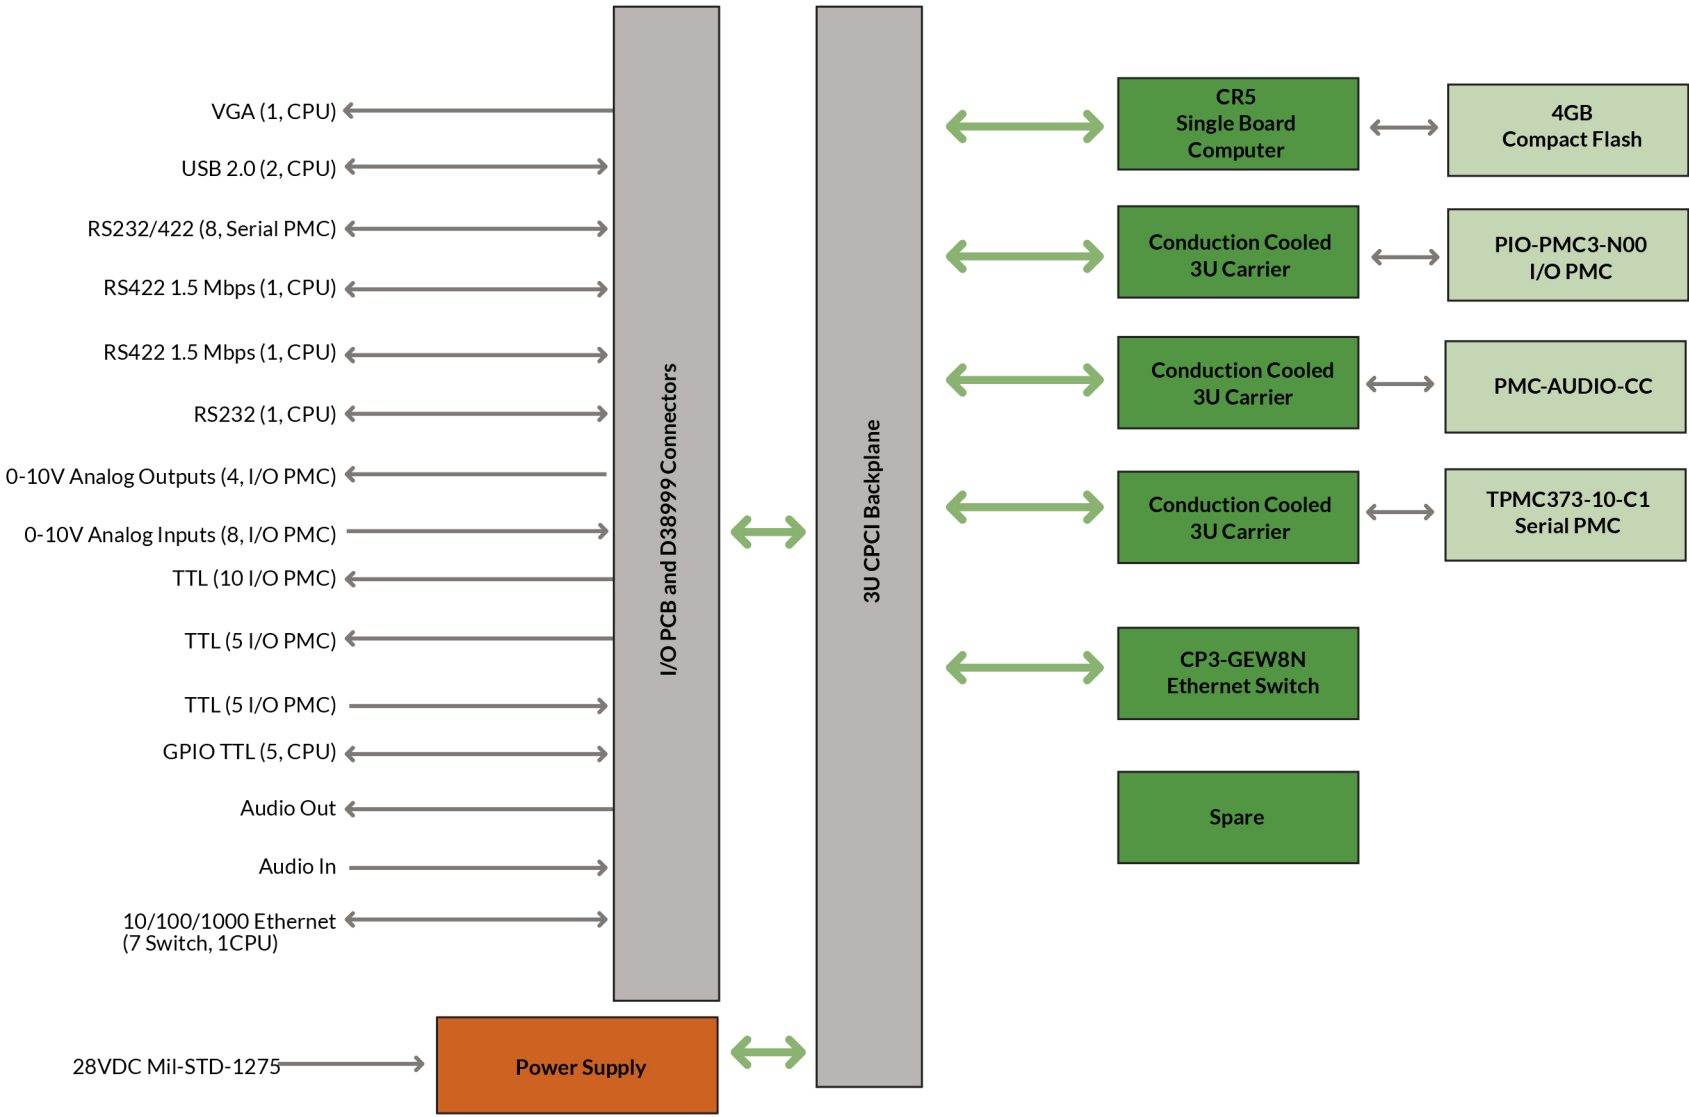 VGA (1, CPU)
USB 2.0 (2, CPU)
RS232/422 (8, Serial PMC)
RS422 1.5 Mbps (1, CPU)
RS422 1.5 Mbps (1, CPU)
RS232 (1, CPU)
0-10V Analog Outputs (4, I/O PMC)
0-10V Analog Inputs (8, I/O PMC)
TTL (10 I/O PMC)
TTL (5 I/O PMC)
TTL (5 I/O PMC)
GPIO TTL (5, CPU)
Audio Out
Audio In
10/100/1000 Ethernet
(7 Switch, 1CPU)
28VDC Mil-STD-1275
Power Supply
I/O PCB and D38999 Connectors
3U CPCI Backplane
CR5
Single Board
Computer
4GB
Compact Flash
Conduction Cooled
3U Carrier
PIO-PMC3-N00
I/O PMC
Conduction Cooled
3U Carrier
PMC-AUDIO-CC
Conduction Cooled
3U Carrier
TPMC373-10-C1
Serial PMC
CP3-GEW8N
Ethernet Switch
Spare